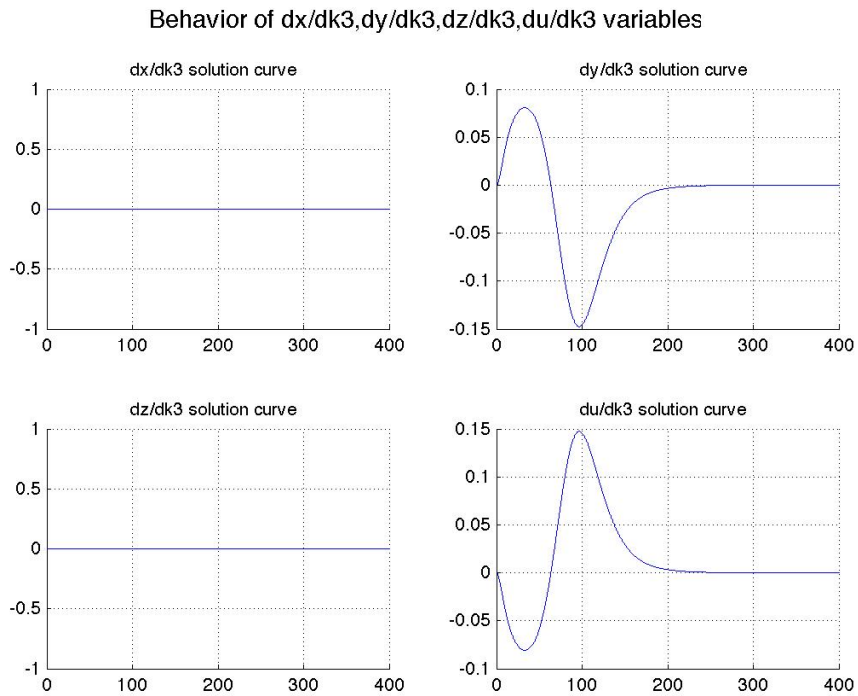 Behavior of dx/dk3,dy/dk3,dz/dk3,du/dk3 variables
dx/dk3 solution curve
1
0.5
0
-0.5
-1
0 100 200 300 400
dy/dk3 solution curve
0.1
0.05
0
-0.05
-0.1
-0.15
0 100 200 300 400
dz/dk3 solution curve
1
0.5
0
-0.5
-1
0 100 200 300 400
du/dk3 solution curve
0.15
0.1
0.05
0
-0.05
-0.1
0 100 200 300 400